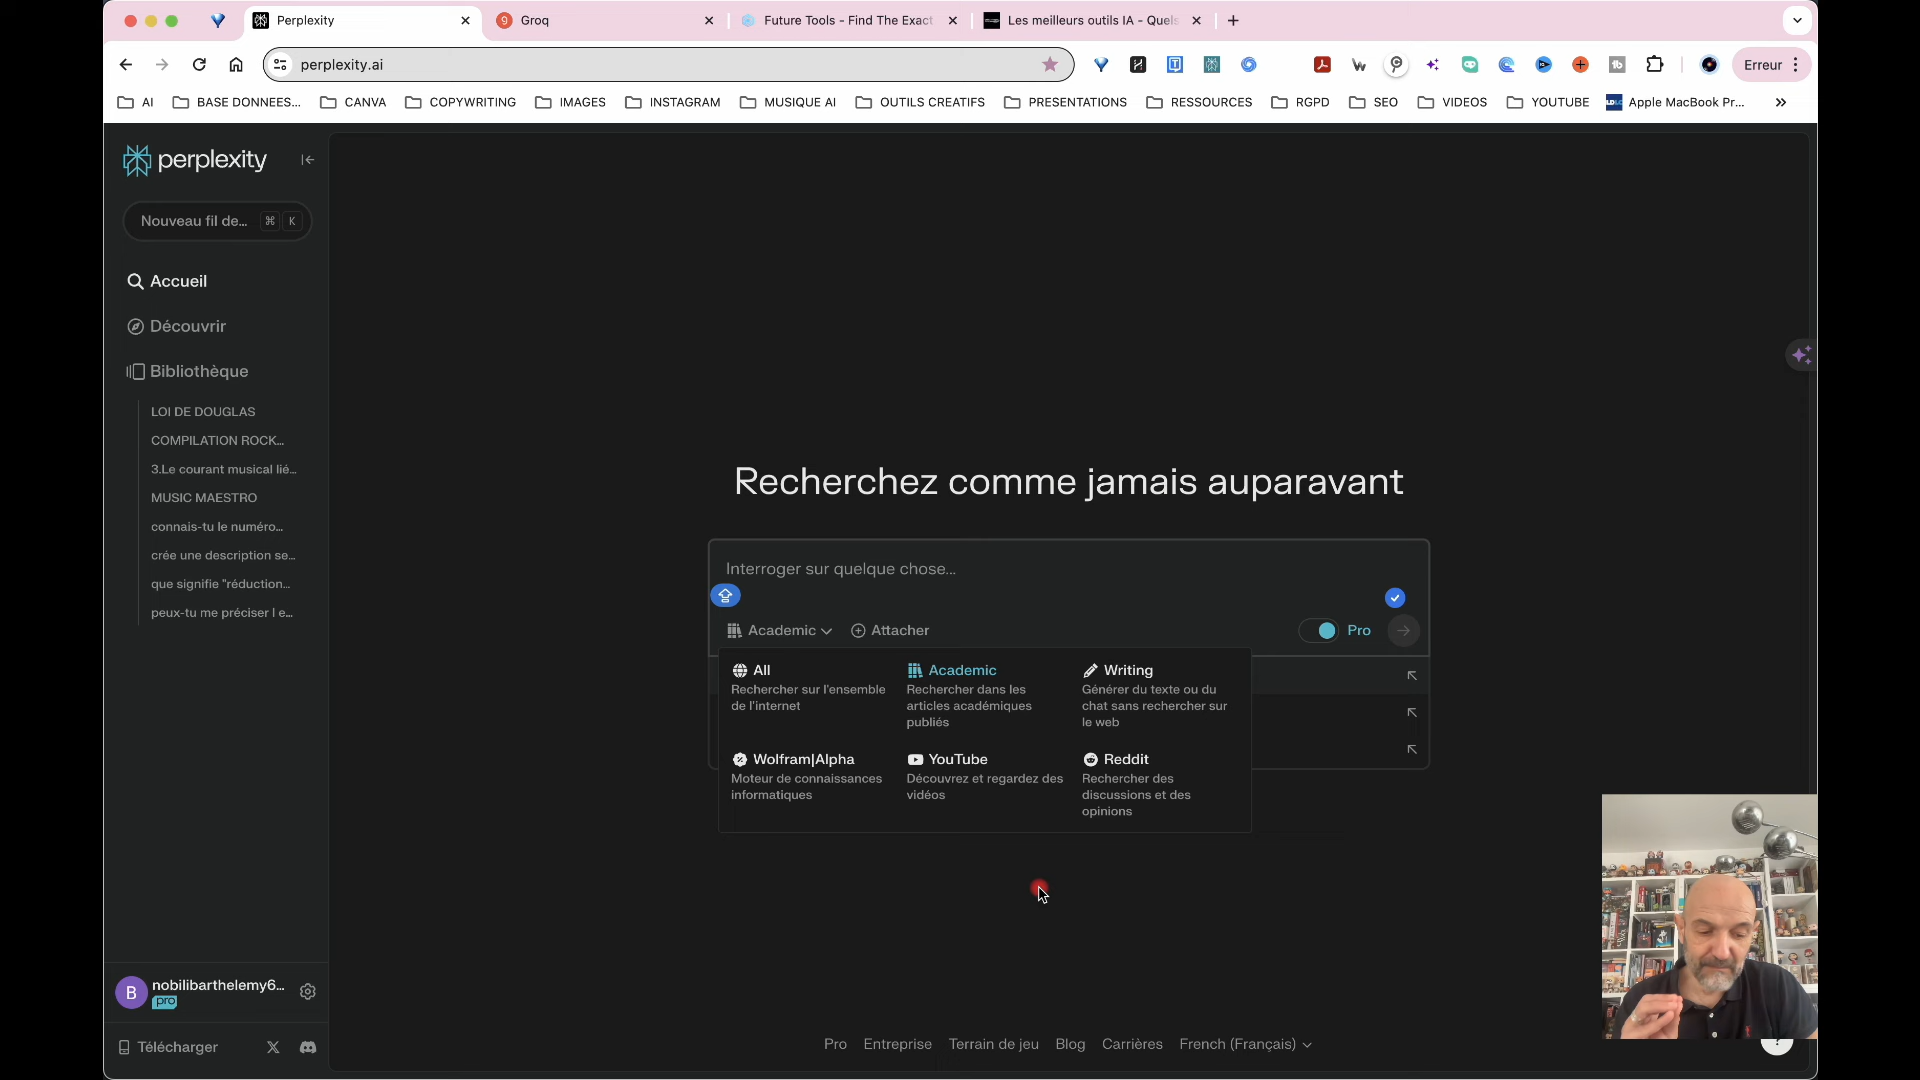 Perplexity
Groq
Future Tools - Find The Exact
Les meilleurs outils IA - Quels
perplexity.ai
Erreur
AI
BASE DONNEES...
CANVA
COPYWRITING
IMAGES
INSTAGRAM
MUSIQUE AI
OUTILS CREATIFS
PRESENTATIONS
RESSOURCES
RGPD
SEO
VIDEOS
YOUTUBE
Apple MacBook Pr...
perplexity
Nouveau fil de... ⌘ K
Accueil
Découvrir
Bibliothèque
LOI DE DOUGLAS
COMPILATION ROCK...
3.Le courant musical lié...
MUSIC MAESTRO
connais-tu le numéro...
crée une description se...
que signifie "réduction...
peux-tu me préciser l e...
Recherchez comme jamais auparavant
Interroger sur quelque chose...
Academic
Attacher
Pro
All
Rechercher sur l'ensemble
de l'internet
Academic
Rechercher dans les
articles académiques
publiés
Writing
Générer du texte ou du
chat sans rechercher sur
le web
Wolfram|Alpha
Moteur de connaissances
informatiques
YouTube
Découvrez et regardez des
vidéos
Reddit
Rechercher des
discussions et des
opinions
B
nobilibarthelemy6...
pro
Télécharger
Pro
Entreprise
Terrain de jeu
Blog
Carrières
French (Français)